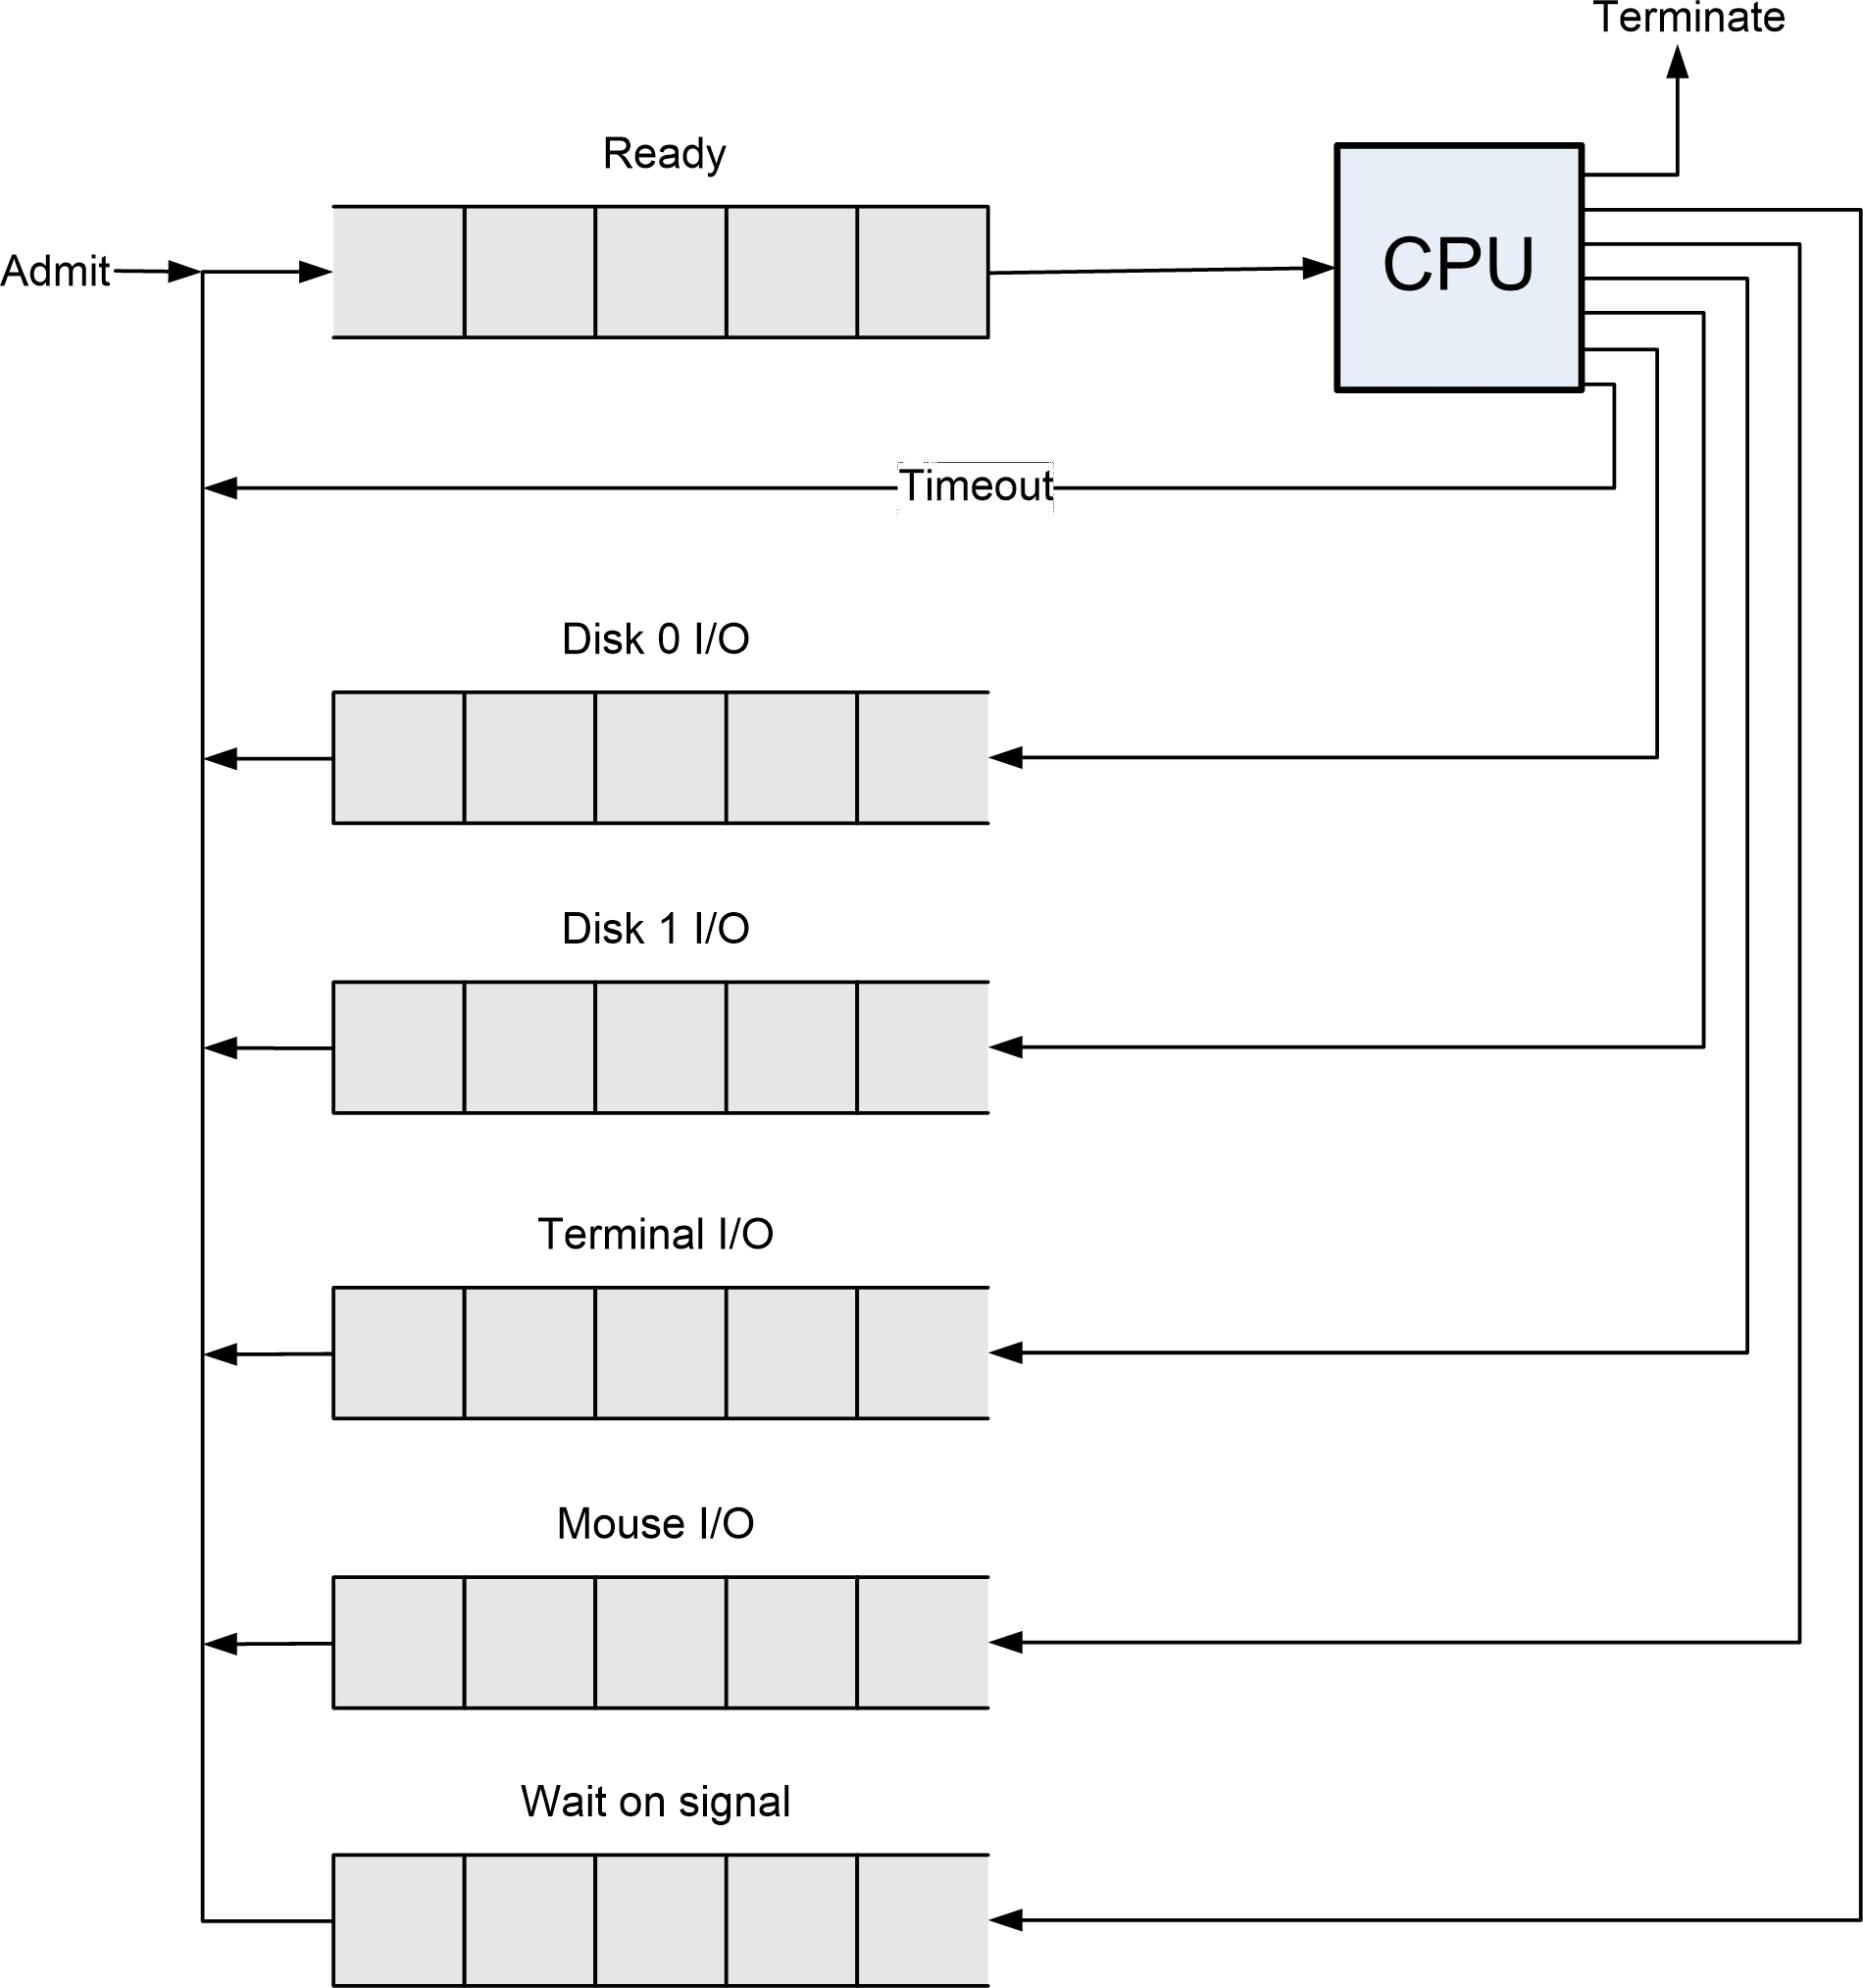 Terminate
Ready
Admit
CPU
Timeout
Disk 0 I/O
Disk 1 I/O
Terminal I/O
Mouse I/O
Wait on signal